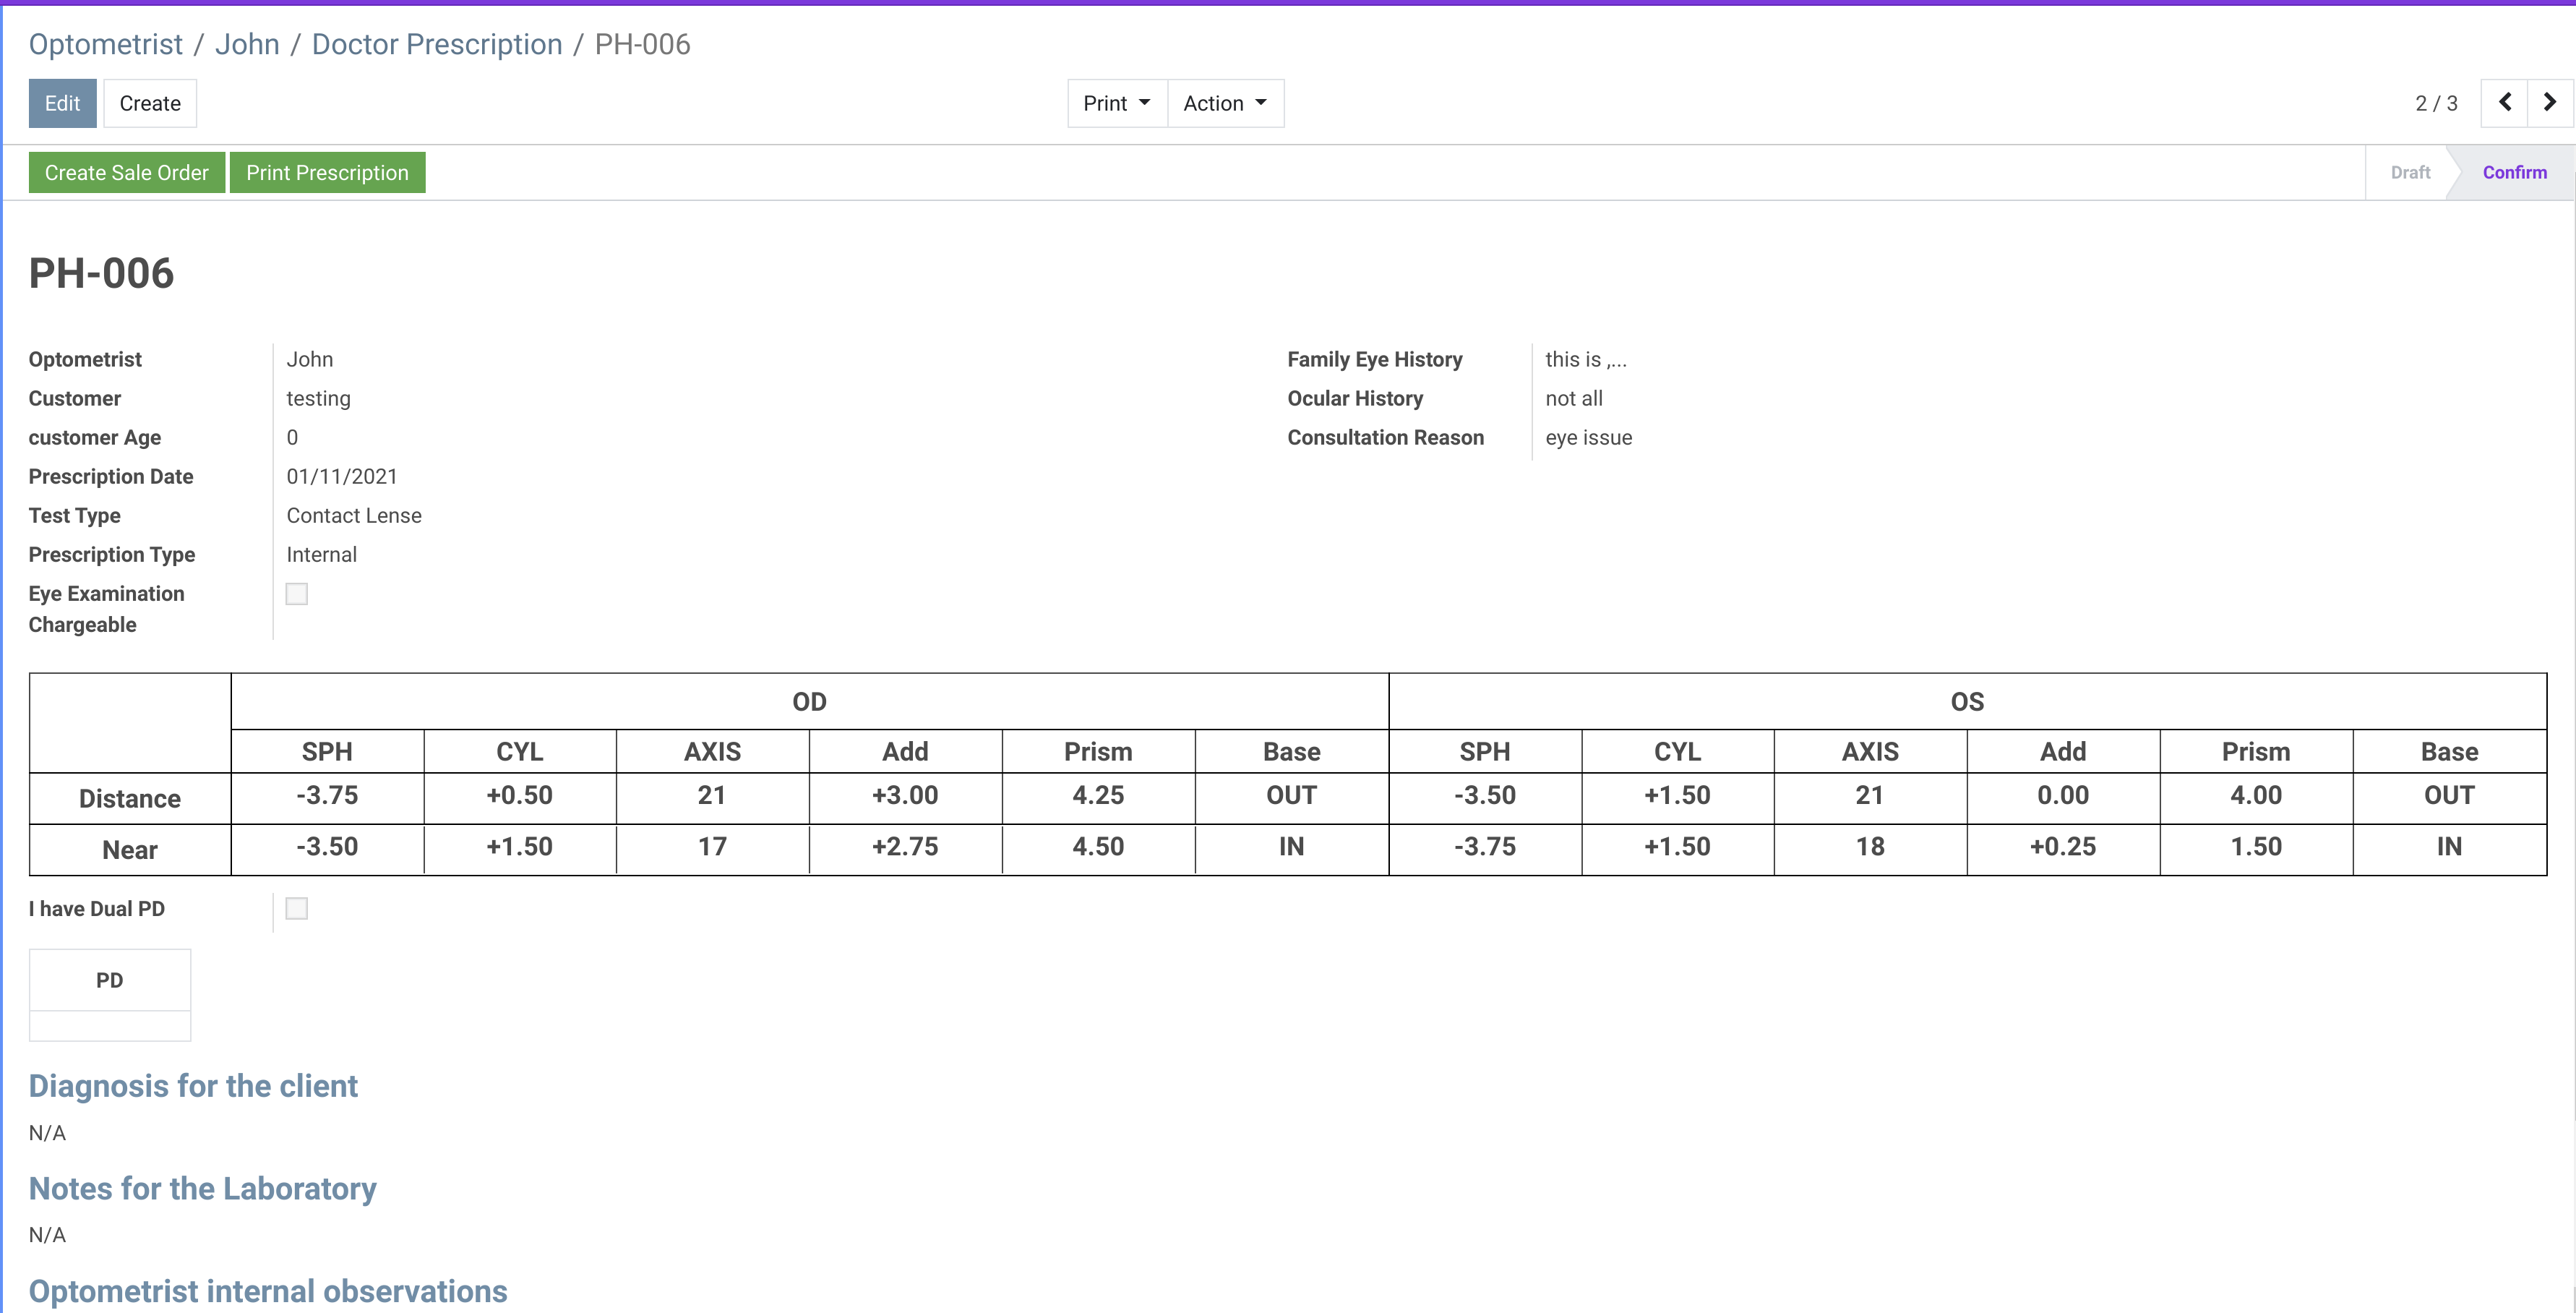 Optometrist / John / Doctor Prescription / PH-006
Edit Create Print Action 2 / 3
Create Sale Order Print Prescription Draft Confirm
PH-006
Optometrist John
Customer testing
customer Age 0
Prescription Date 01/11/2021
Test Type Contact Lense
Prescription Type Internal
Eye Examination
Chargeable
Family Eye History this is ,...
Ocular History not all
Consultation Reason eye issue
OD OS
SPH CYL AXIS Add Prism Base SPH CYL AXIS Add Prism Base
Distance -3.75 +0.50 21 +3.00 4.25 OUT -3.50 +1.50 21 0.00 4.00 OUT
Near -3.50 +1.50 17 +2.75 4.50 IN -3.75 +1.50 18 +0.25 1.50 IN
I have Dual PD
PD
Diagnosis for the client
N/A
Notes for the Laboratory
N/A
Optometrist internal observations